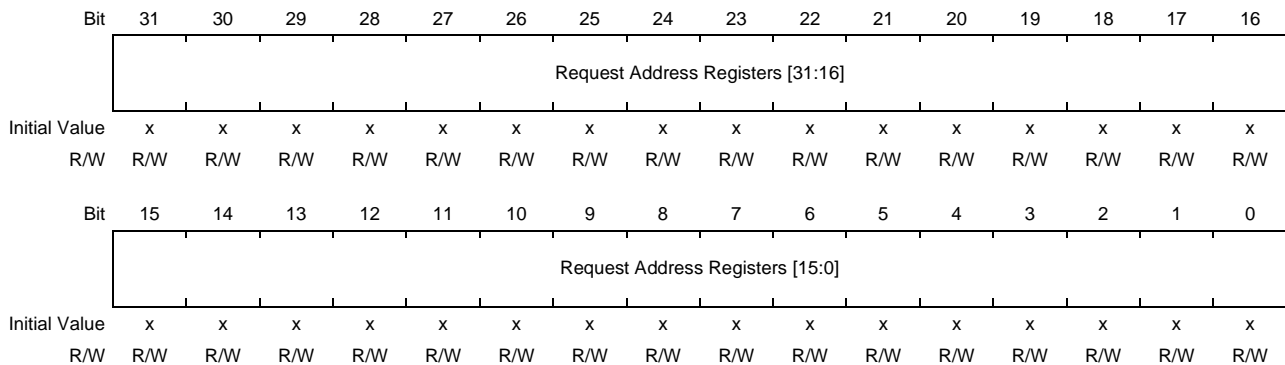 Bit 31 30 29 28 27 26 25 24 23 22 21 20 19 18 17 16
Request Address Registers [31:16]
Initial Value x x x x x x x x x x x x x x x x
R/W R/W R/W R/W R/W R/W R/W R/W R/W R/W R/W R/W R/W R/W R/W R/W R/W
Bit 15 14 13 12 11 10 9 8 7 6 5 4 3 2 1 0
Request Address Registers [15:0]
Initial Value x x x x x x x x x x x x x x x x
R/W R/W R/W R/W R/W R/W R/W R/W R/W R/W R/W R/W R/W R/W R/W R/W R/W